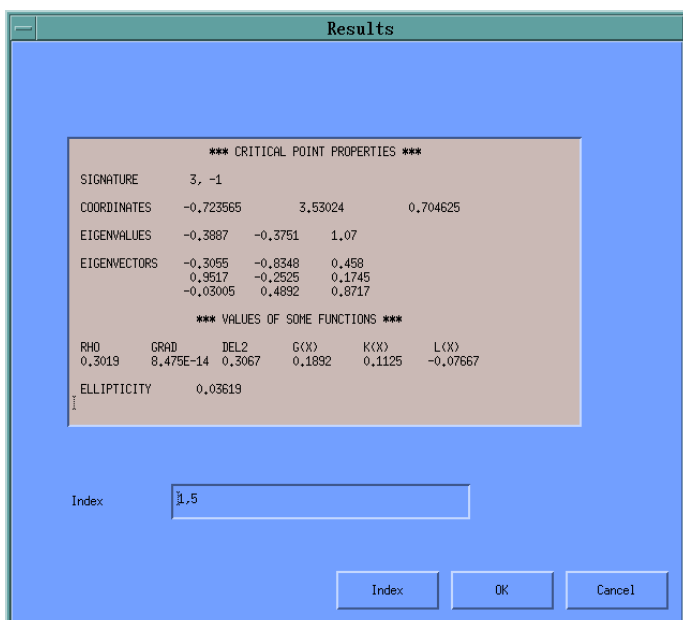 Results
*** CRITICAL POINT PROPERTIES ***
SIGNATURE 3, -1
COORDINATES -0.723565 3.53024 0.704625
EIGENVALUES -0.3887 -0.3751 1.07
EIGENVECTORS -0.3055 -0.8348 0.458
0.9517 -0.2525 0.1745
-0.03005 0.4892 0.8717
*** VALUES OF SOME FUNCTIONS ***
RHO GRAD DEL2 G(X) K(X) L(X)
0.3019 8.475E-14 0.3067 0.1892 0.1125 -0.07667
ELLIPTICITY 0.03619
Index 1,5
Index OK Cancel